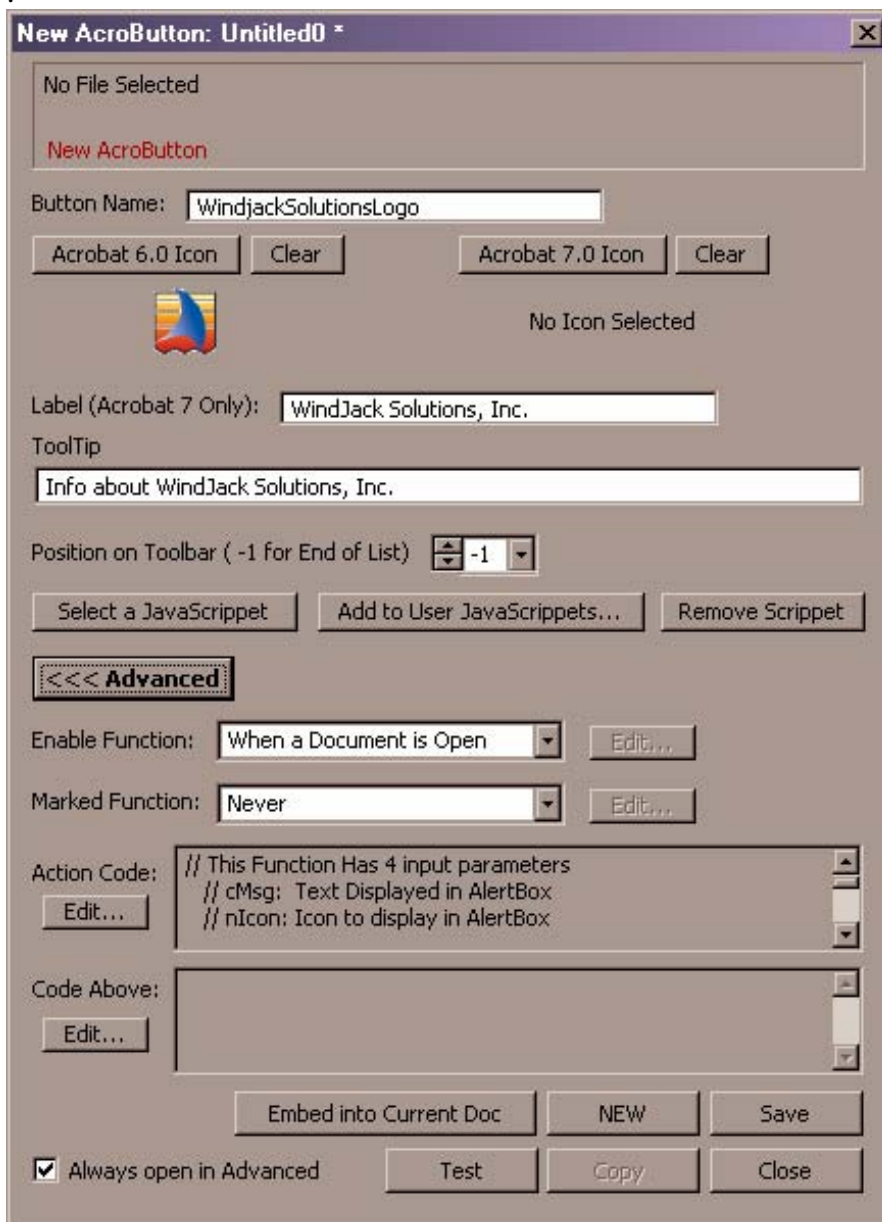 New AcroButton: Untitled0 *
No File Selected
New AcroButton
Button Name: WindjackSolutionsLogo
Acrobat 6.0 Icon Clear Acrobat 7.0 Icon Clear
No Icon Selected
Label (Acrobat 7 Only): WindJack Solutions, Inc.
ToolTip
Info about WindJack Solutions, Inc.
Position on Toolbar ( -1 for End of List) -1
Select a JavaScrippet Add to User JavaScrippets... Remove Scrippet
<<< Advanced
Enable Function: When a Document is Open Edit...
Marked Function: Never Edit...
Action Code: // This Function Has 4 input parameters
// cMsg: Text Displayed in AlertBox
Edit... // nIcon: Icon to display in AlertBox
Code Above:
Edit...
Embed into Current Doc NEW Save
Always open in Advanced Test Copy Close